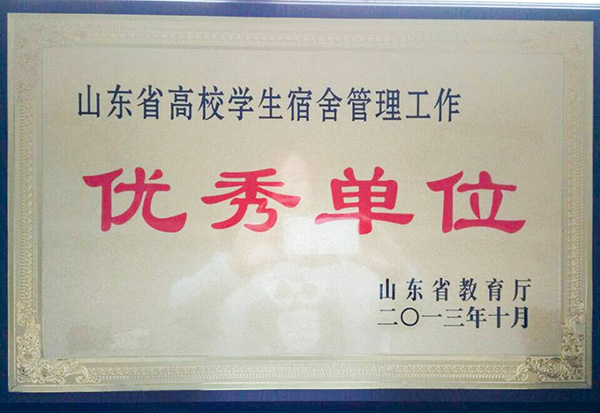 山东省高校学生宿舍管理工作
优秀单位
山东省教育厅
二〇一三年十月